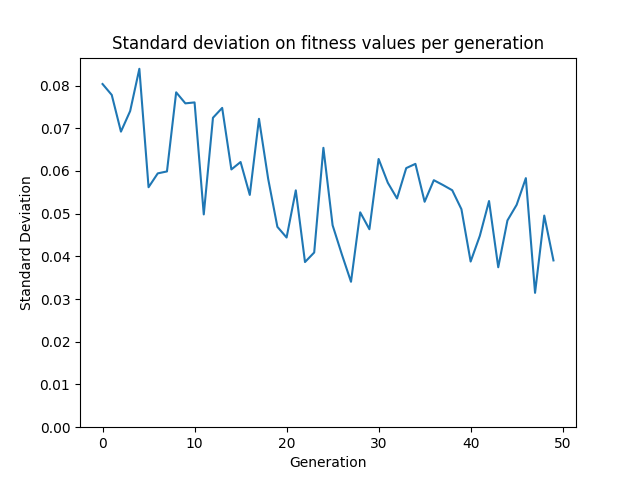 Standard deviation on fitness values per generation
0.08
0.07
0.06
0.05
0.04
0.03
0.02
0.01
0.00
Standard Deviation
0 10 20 30 40 50
Generation